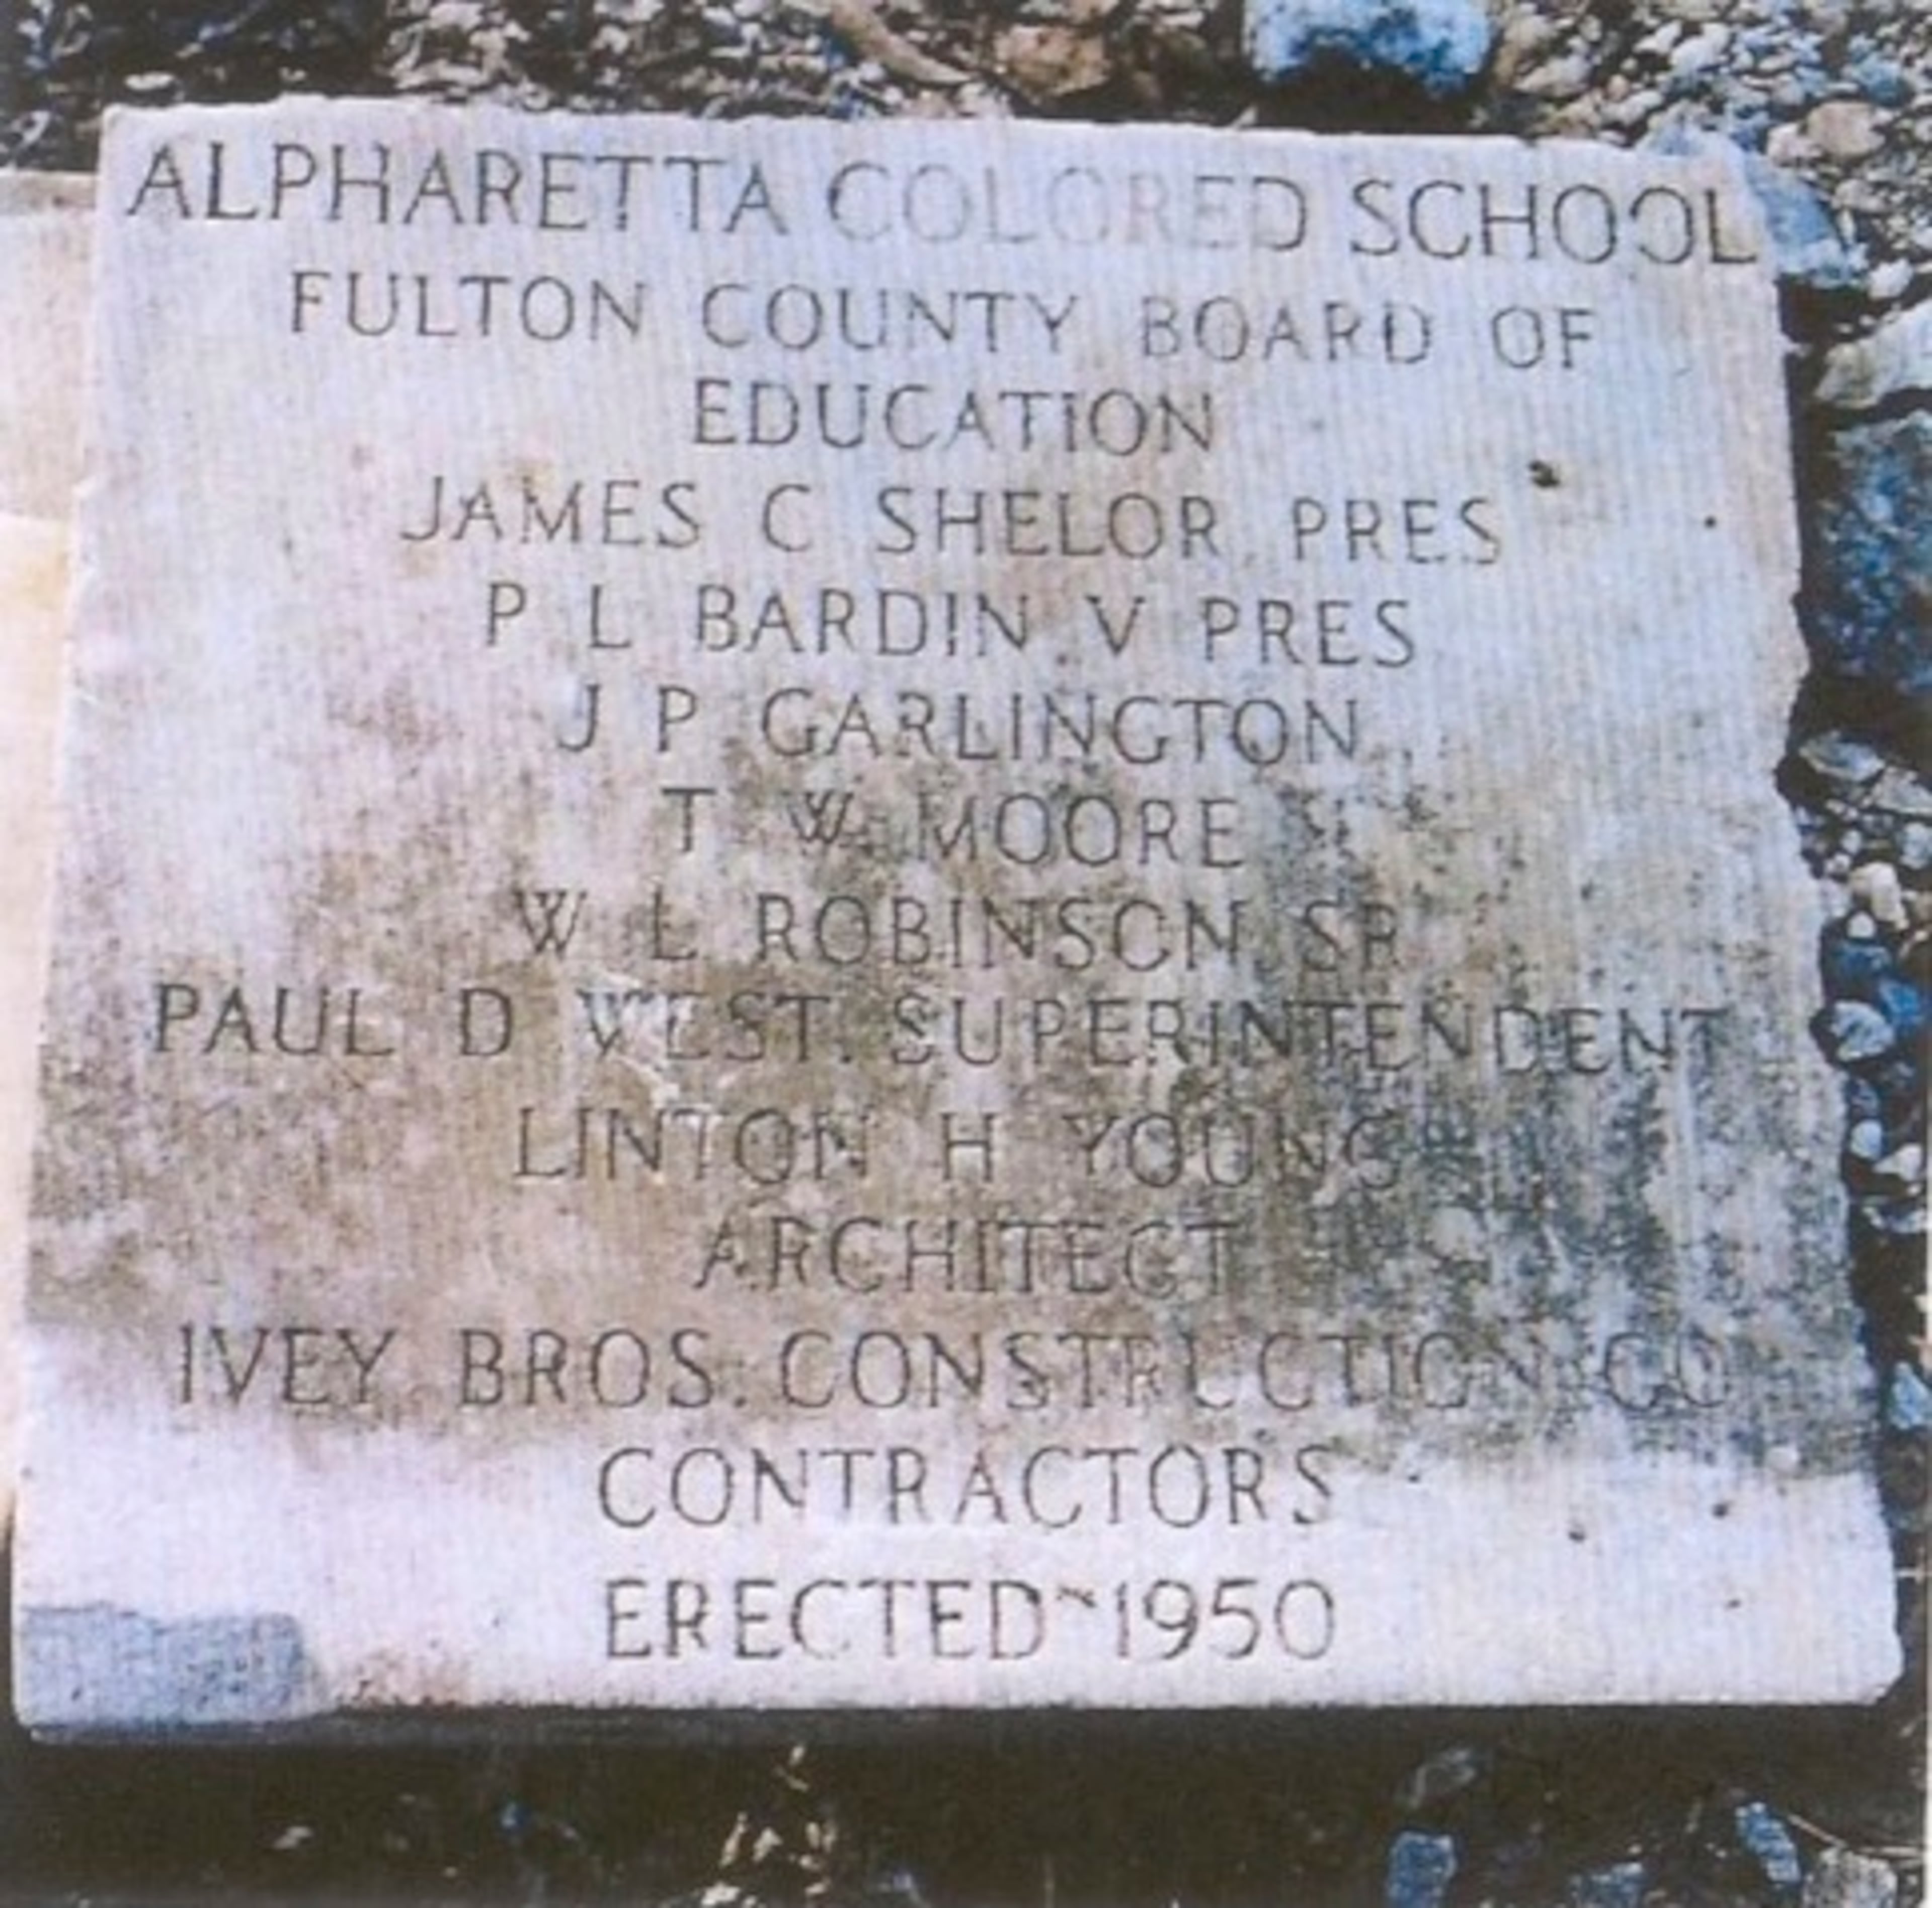 ALPHARETTA COLORED SCHOOL
FULTON COUNTY BOARD OF
EDUCATION
JAMES C SHELOR, PRES
P L BARDIN V PRES
J P GARLINGTON
T W MOORE
W L ROBINSON SR
PAUL D WEST. SUPERINTENDENT
LINTON H YOUNG
ARCHITECT
IVEY BROS. CONSTRUCTION CO
CONTRACTORS
ERECTED~1950